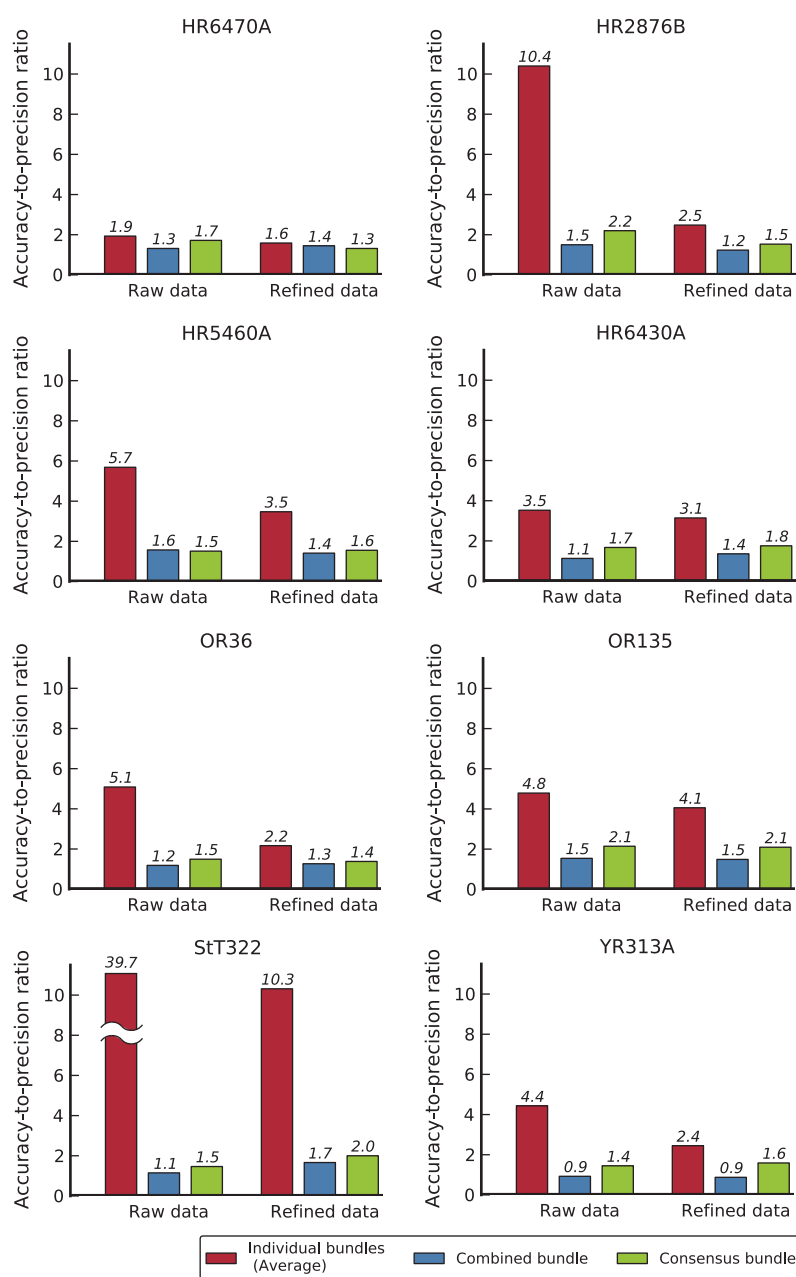 HR6470A
Accuracy-to-precision ratio
10
8
6
4
2
0
1.9
1.3
1.7
1.6
1.4
1.3
Raw data
Refined data
HR2876B
Accuracy-to-precision ratio
10
8
6
4
2
0
10.4
1.5
2.2
2.5
1.2
1.5
Raw data
Refined data
HR5460A
Accuracy-to-precision ratio
10
8
6
4
2
0
5.7
1.6
1.5
3.5
1.4
1.6
Raw data
Refined data
HR6430A
Accuracy-to-precision ratio
10
8
6
4
2
0
3.5
1.1
1.7
3.1
1.4
1.8
Raw data
Refined data
OR36
Accuracy-to-precision ratio
10
8
6
4
2
0
5.1
1.2
1.5
2.2
1.3
1.4
Raw data
Refined data
OR135
Accuracy-to-precision ratio
10
8
6
4
2
0
4.8
1.5
2.1
4.1
1.5
2.1
Raw data
Refined data
StT322
Accuracy-to-precision ratio
10
8
6
4
2
0
39.7
1.1
1.5
10.3
1.7
2.0
Raw data
Refined data
YR313A
Accuracy-to-precision ratio
10
8
6
4
2
0
4.4
0.9
1.4
2.4
0.9
1.6
Raw data
Refined data
Individual bundles
(Average)
Combined bundle
Consensus bundle